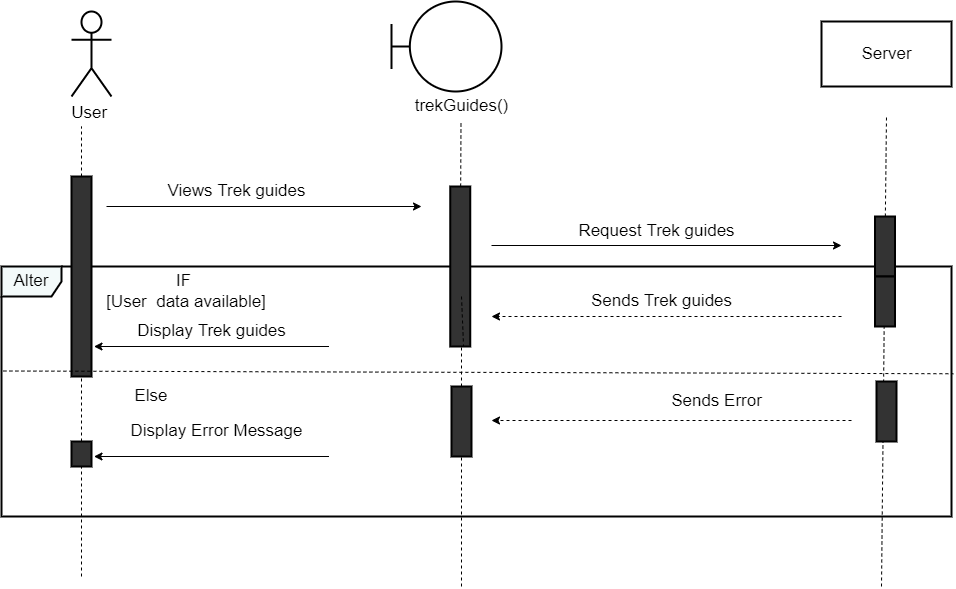 User
trekGuides()
Server
Views Trek guides
Request Trek guides
Alter
IF
[User  data available]
Sends Trek guides
Display Trek guides
Else
Sends Error
Display Error Message